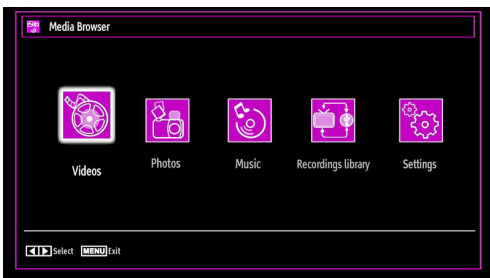 Media Browser
Videos
Photos
Music
Recordings library
Settings
Select MENU Exit